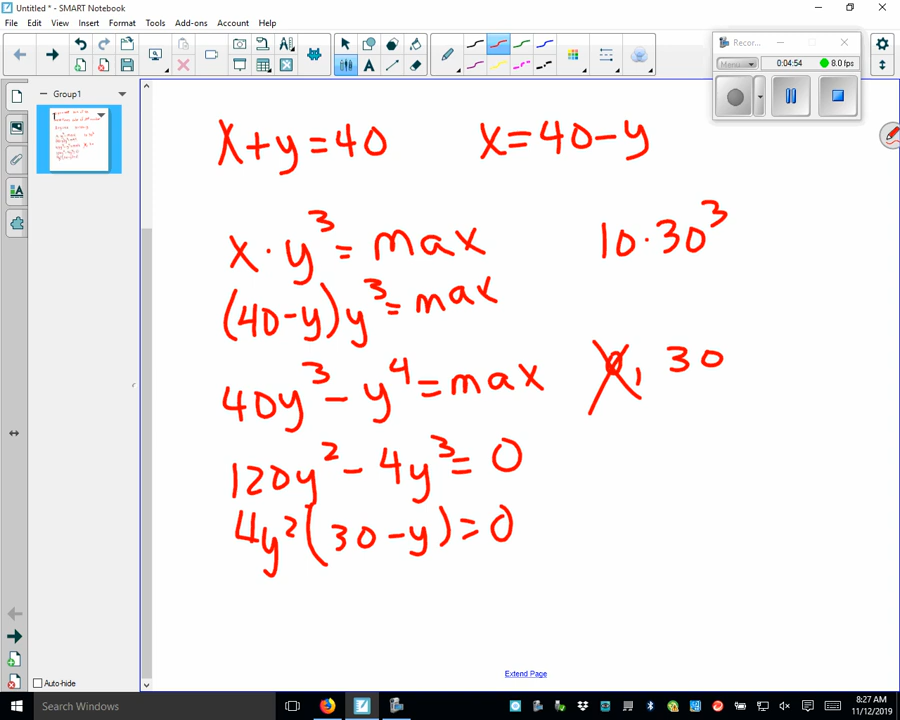 Untitled * - SMART Notebook
File Edit View Insert Format Tools Add-ons Account Help
Recor...
Menu
0:04:54
8.0 fps
Group1
x+y=40
x=40-y
x·y³=max
10·30³
(40-y)y³=max
40y³-y⁴=max
0, 30
120y²-4y³=0
4y²(30-y)=0
Extend Page
Auto-hide
Search Windows
8:27 AM
11/12/2019